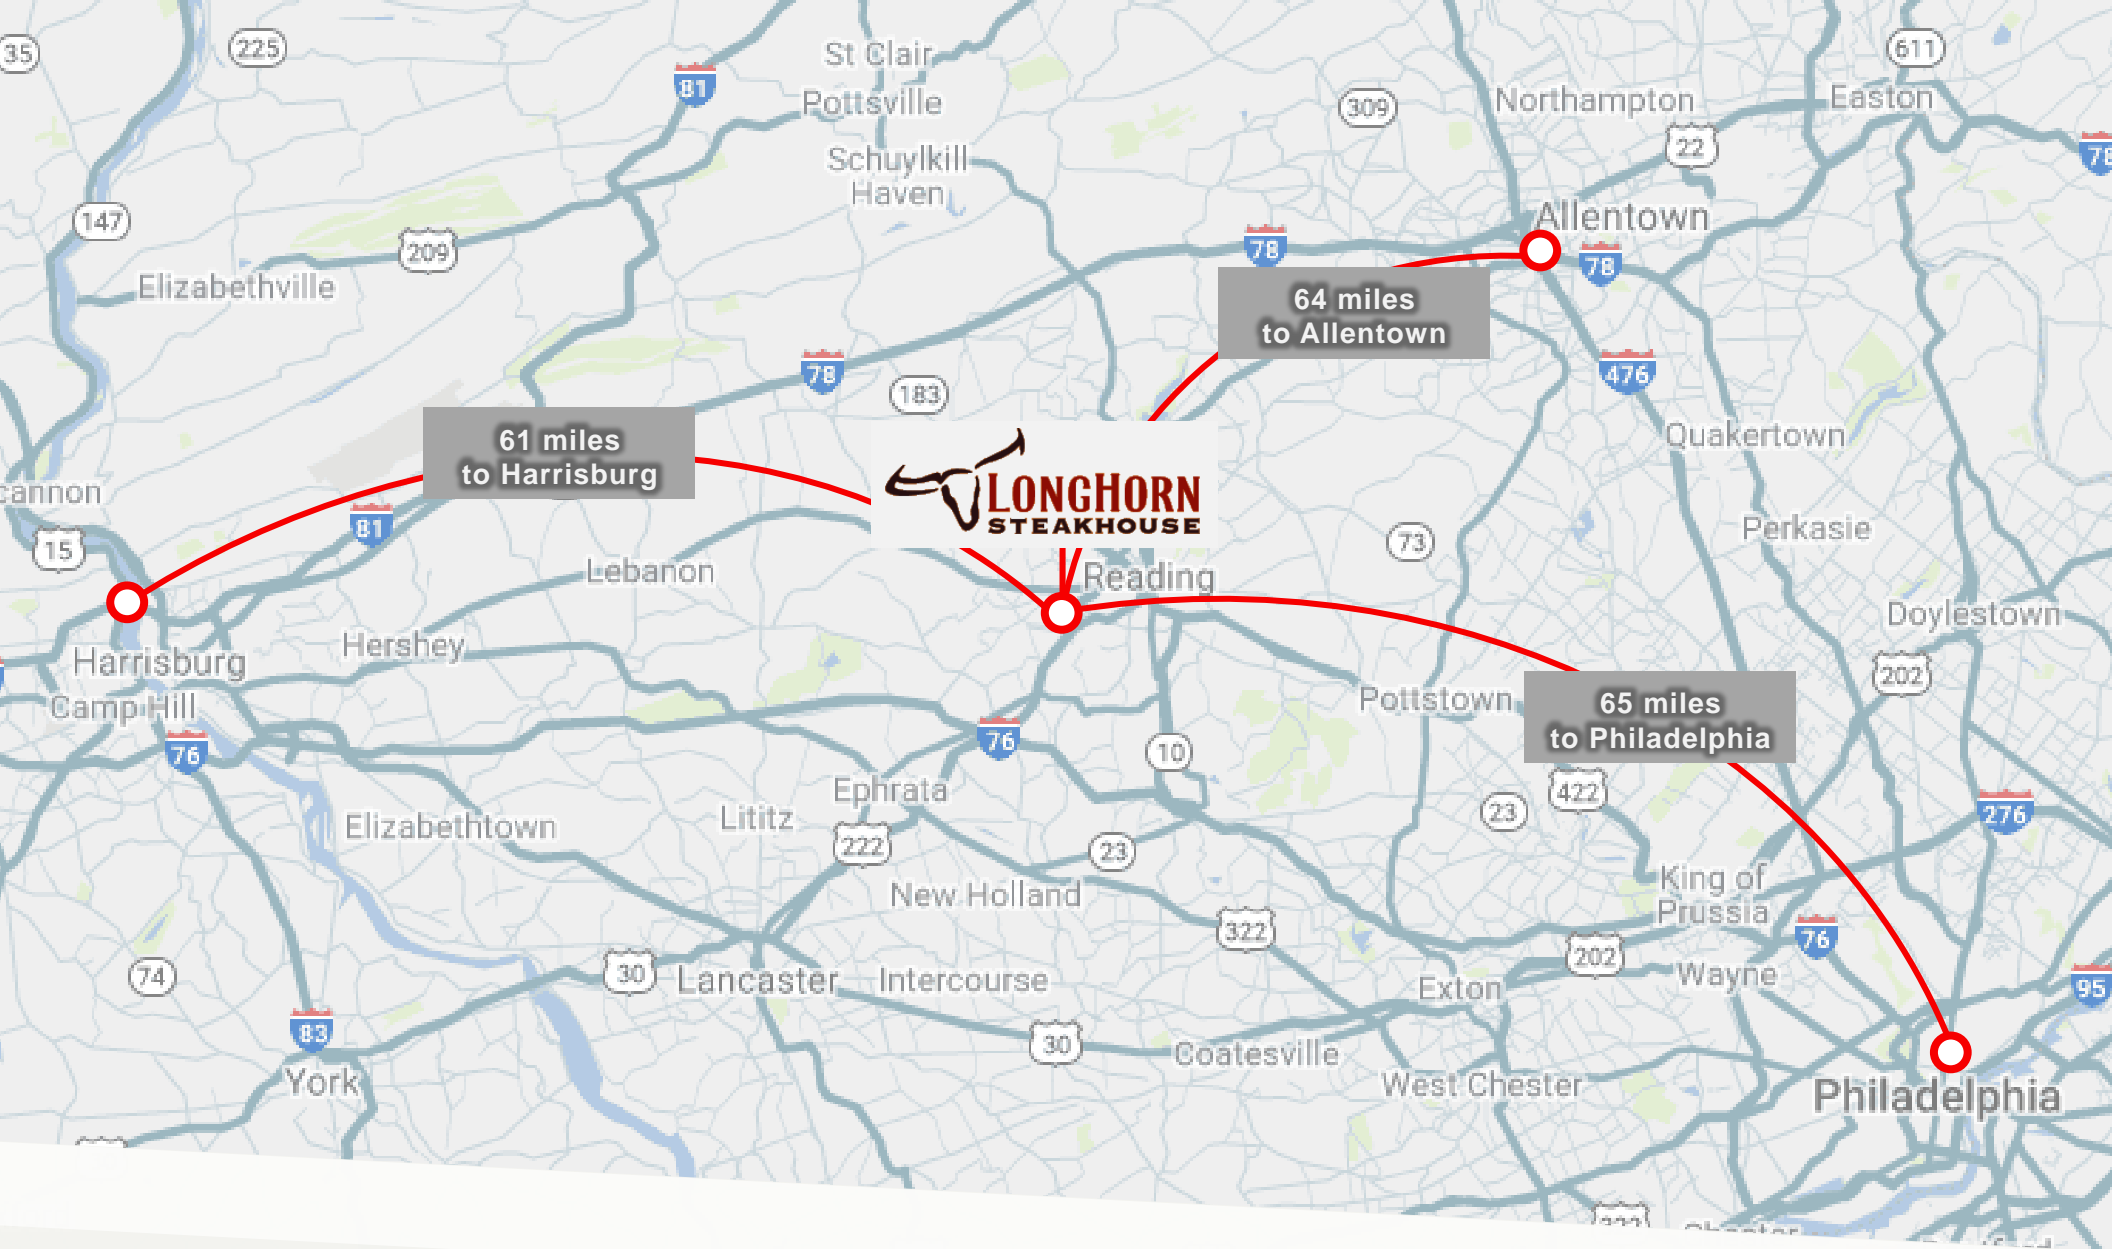 35
225
St Clair
81
Pottsville
309
Northampton
611
Easton
22
78
Schuylkill
Haven
147
209
Allentown
78
78
Elizabethville
64 miles
to Allentown
78
183
476
61 miles
to Harrisburg
Quakertown
LONGHORN
STEAKHOUSE
cannon
81
15
73
Perkasie
Lebanon
Reading
Doylestown
Hershey
Harrisburg
202
Camp Hill
Pottstown
65 miles
to Philadelphia
76
76
10
Ephrata
422
23
276
Lititz
Elizabethtown
222
23
King of
Prussia
New Holland
322
76
202
74
30
Lancaster
Intercourse
Exton
Wayne
95
83
30
Coatesville
York
West Chester
Philadelphia